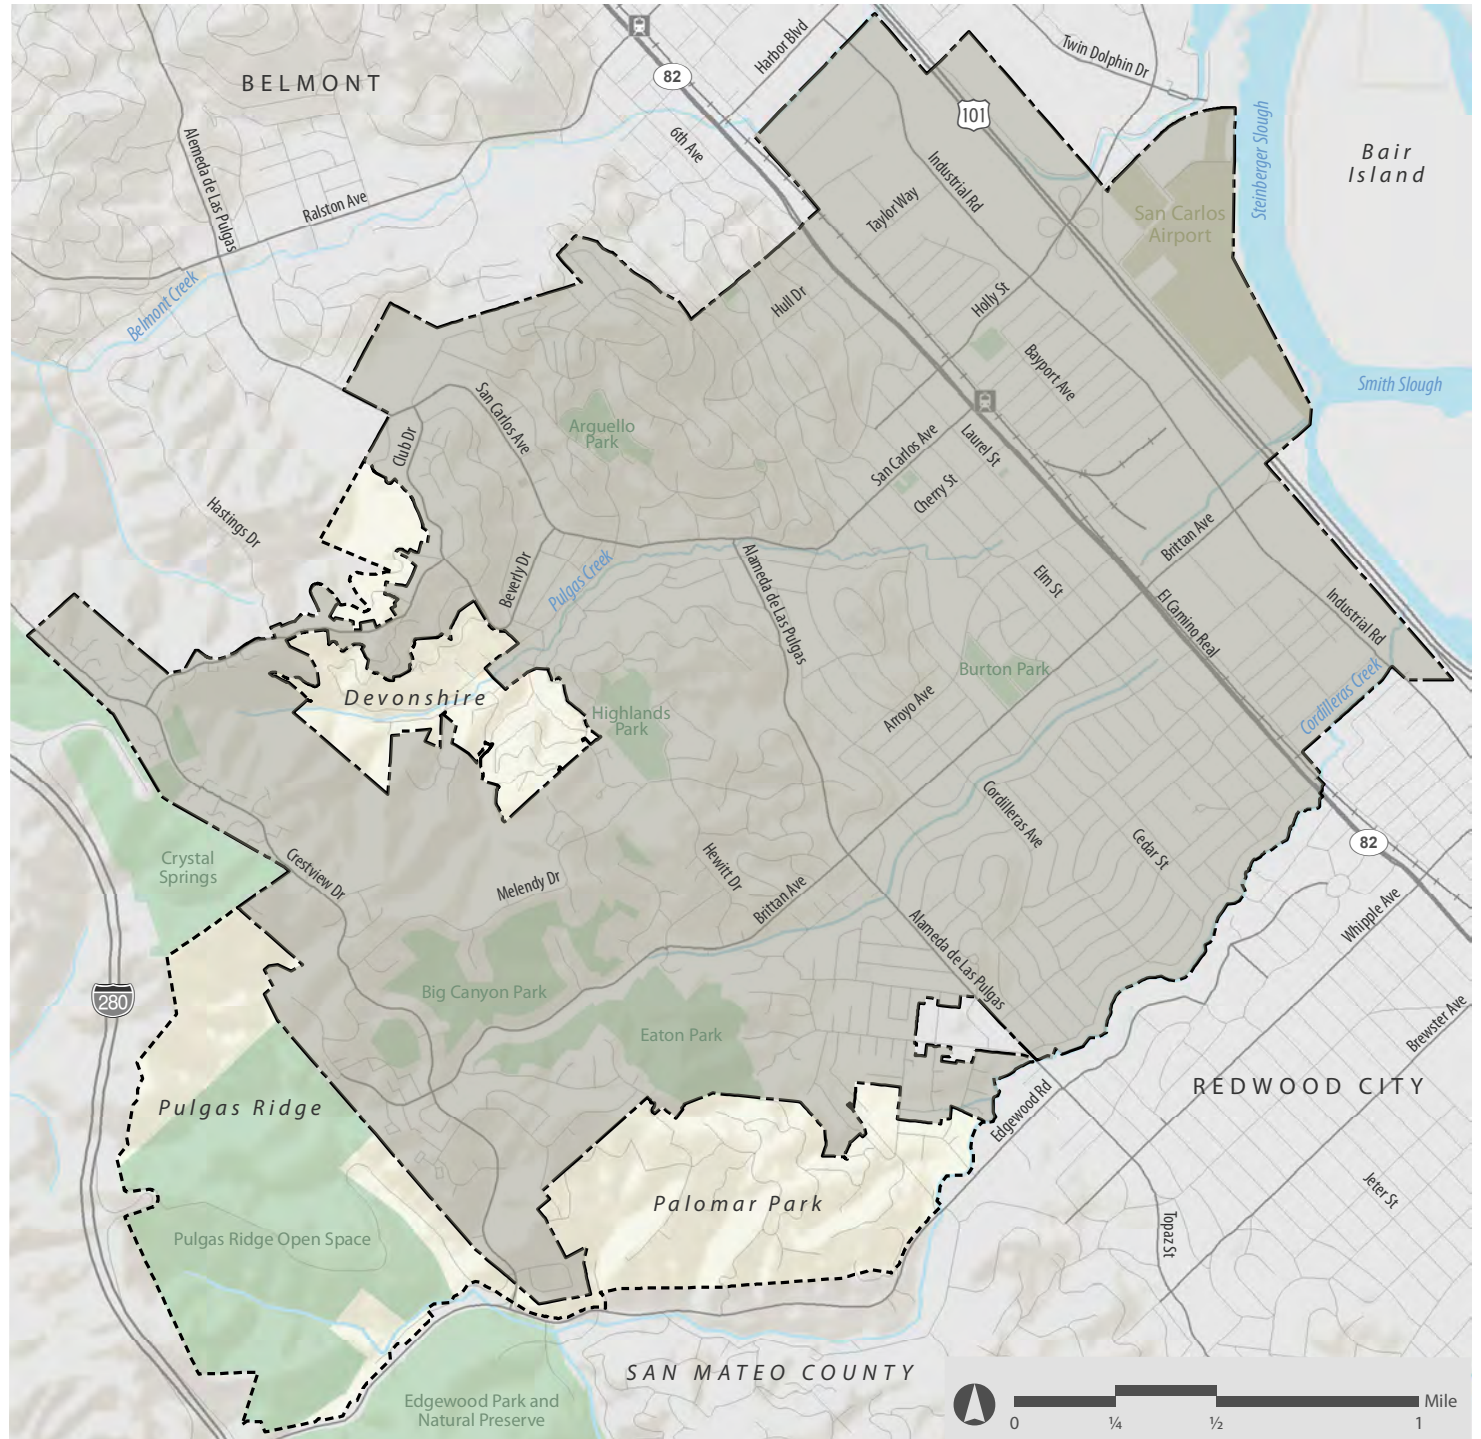 BELMONT
82
Harbor Blvd
Twin Dolphin Dr
101
6th Ave
Alemeda de Las Pulgas
Ralston Ave
Industrial Rd
Taylor Way
Steinberger Slough
Bair
Island
San Carlos
Airport
Belmont Creek
Hull Dr
Holly St
Bayport Ave
Smith Slough
San Carlos Ave
Arguello
Park
Club Dr
San Carlos Ave
Laurel St
Cherry St
Hastings Dr
Brittan Ave
Beverly Dr
Pulgas Creek
Alameda de Las Pulgas
Elm St
El Camino Real
Industrial Rd
Burton Park
Cordilleras Creek
Devonshire
Highlands
Park
Arroyo Ave
Cordilleras Ave
Cedar St
82
Crystal
Springs
Crestview Dr
Melendy Dr
Hewitt Dr
Brittan Ave
Whipple Ave
Alameda de Las Pulgas
280
Big Canyon Park
Eaton Park
Brewster Ave
REDWOOD CITY
Pulgas Ridge
Edgewood Rd
Palomar Park
Jeter St
Topaz St
Pulgas Ridge Open Space
SAN MATEO COUNTY
Edgewood Park and
Natural Preserve
Mile
0 ¼ ½ 1